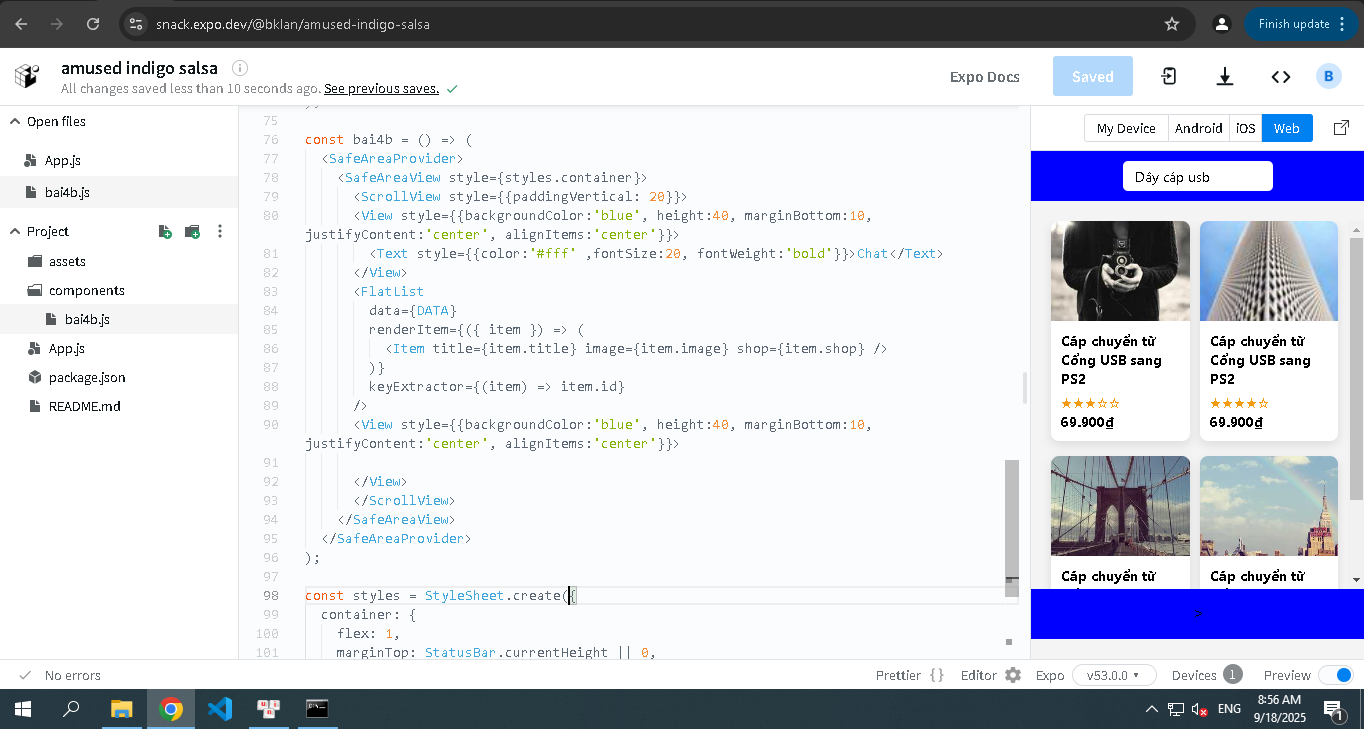 snack.expo.dev/@bklan/amused-indigo-salsa
Finish update
amused indigo salsa
All changes saved less than 10 seconds ago. See previous saves.
Expo Docs
Saved
B
Open files
App.js
bai4b.js
Project
assets
components
bai4b.js
App.js
package.json
README.md
75
76 const bai4b = () => (
77 <SafeAreaProvider>
78 <SafeAreaView style={styles.container}>
79 <ScrollView style={{paddingVertical: 20}}>
80 <View style={{backgroundColor:'blue', height:40, marginBottom:10,
justifyContent:'center', alignItems:'center'}}>
81 <Text style={{color:'#fff' ,fontSize:20, fontWeight:'bold'}}>Chat</Text>
82 </View>
83 <FlatList
84 data={DATA}
85 renderItem={({ item }) => (
86 <Item title={item.title} image={item.image} shop={item.shop} />
87 )}
88 keyExtractor={(item) => item.id}
89 />
90 <View style={{backgroundColor:'blue', height:40, marginBottom:10,
justifyContent:'center', alignItems:'center'}}>
91
92 </View>
93 </ScrollView>
94 </SafeAreaView>
95 </SafeAreaProvider>
96 );
97
98 const styles = StyleSheet.create({
99 container: {
100 flex: 1,
101 marginTop: StatusBar.currentHeight || 0,
My Device Android iOS Web
Dây cáp usb
Cáp chuyển từ
Cổng USB sang
PS2
★★★☆☆
69.900₫
Cáp chuyển từ
Cổng USB sang
PS2
★★★★☆
69.900₫
Cáp chuyển từ
Cáp chuyển từ
No errors
Prettier {} Editor Expo v53.0.0 Devices 1 Preview
ENG
8:56 AM
9/18/2025
1